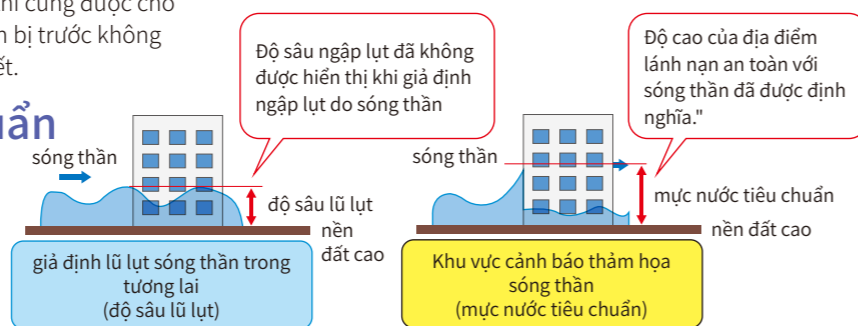 hí cũng được cho
bị trước không
ết.
uẩn
Độ sâu ngập lụt đã không
được hiển thị khi giả định
ngập lụt do sóng thần
sóng thần
độ sâu lũ lụt
nền
đất cao
giả định lũ lụt sóng thần trong
tương lai
(độ sâu lũ lụt)
Độ cao của địa điểm
lánh nạn an toàn với
sóng thần đã được định
nghĩa."
sóng thần
mực nước tiêu chuẩn
nền đất cao
Khu vực cảnh báo thảm họa
sóng thần
(mực nước tiêu chuẩn)